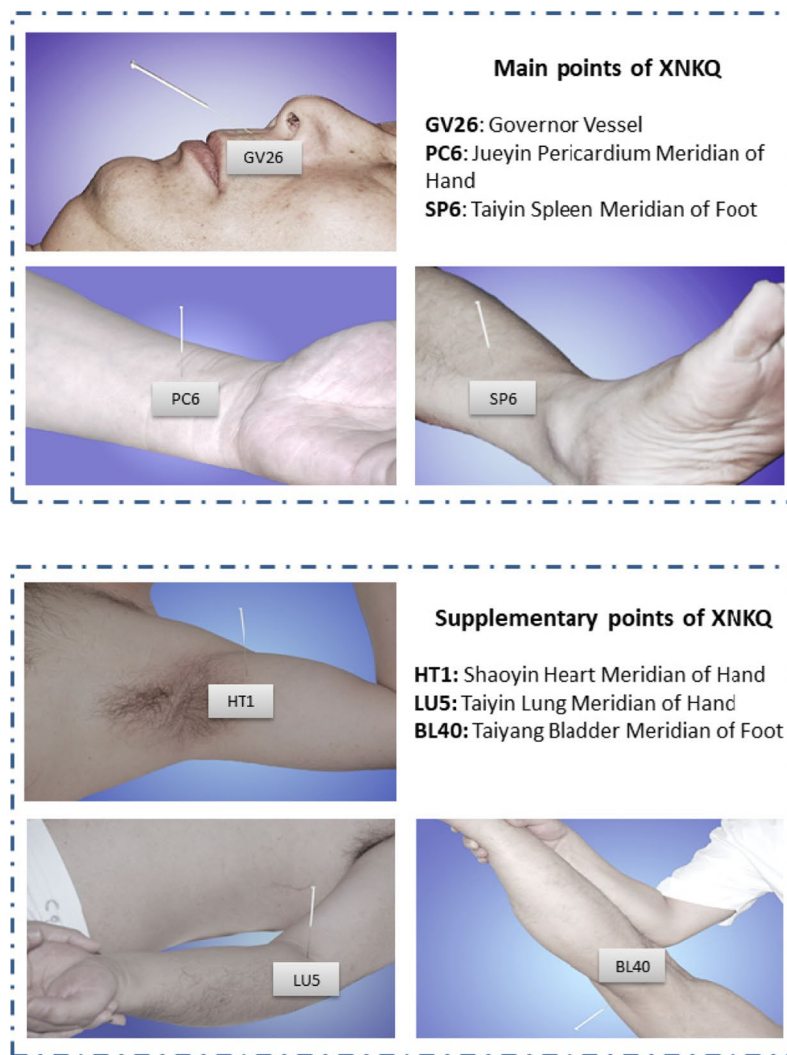 Main points of XNKQ
GV26: Governor Vessel
PC6: Jueyin Pericardium Meridian of
Hand
SP6: Taiyin Spleen Meridian of Foot
GV26
PC6
SP6
Supplementary points of XNKQ
HT1: Shaoyin Heart Meridian of Hand
LU5: Taiyin Lung Meridian of Hand
BL40: Taiyang Bladder Meridian of Foot
HT1
LU5
BL40